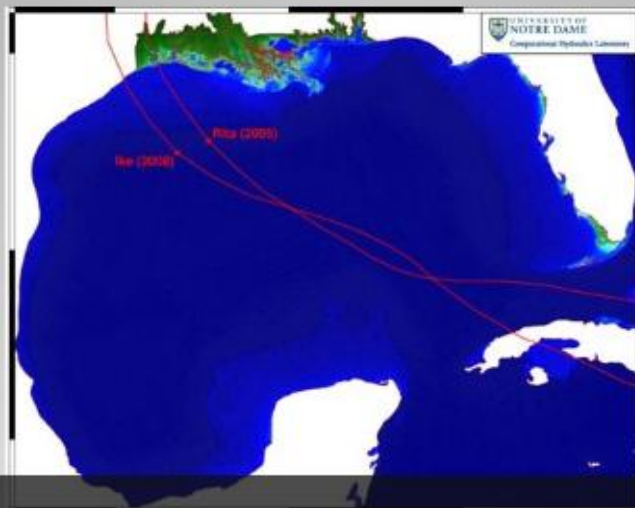 UNIVERSITY OF
NOTRE DAME
Computational Hydraulics Laboratory
Rita (2005)
Ike (2008)